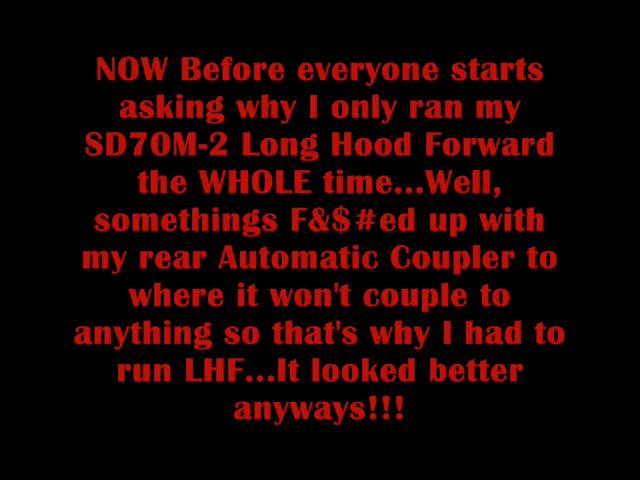 NOW Before everyone starts
asking why I only ran my
SD70M-2 Long Hood Forward
the WHOLE time...Well,
somethings F&$#ed up with
my rear Automatic Coupler to
where it won't couple to
anything so that's why I had to
run LHF...It looked better
anyways!!!